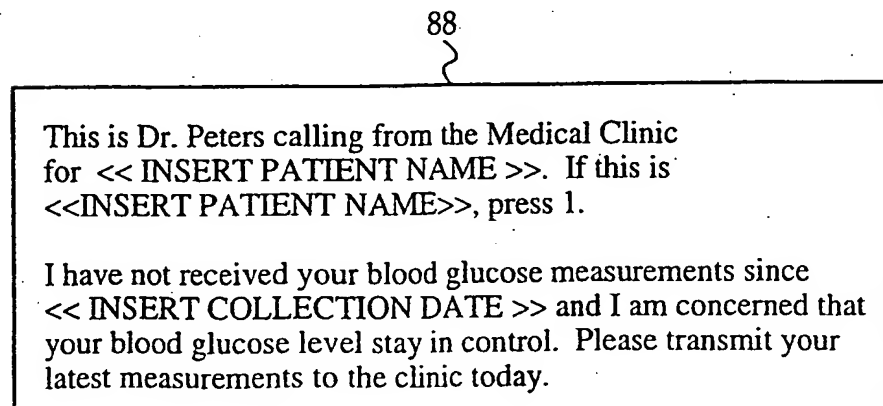 88
This is Dr. Peters calling from the Medical Clinic
for << INSERT PATIENT NAME >>. If this is
<<INSERT PATIENT NAME>>, press 1.
I have not received your blood glucose measurements since
<< INSERT COLLECTION DATE >> and I am concerned that
your blood glucose level stay in control. Please transmit your
latest measurements to the clinic today.